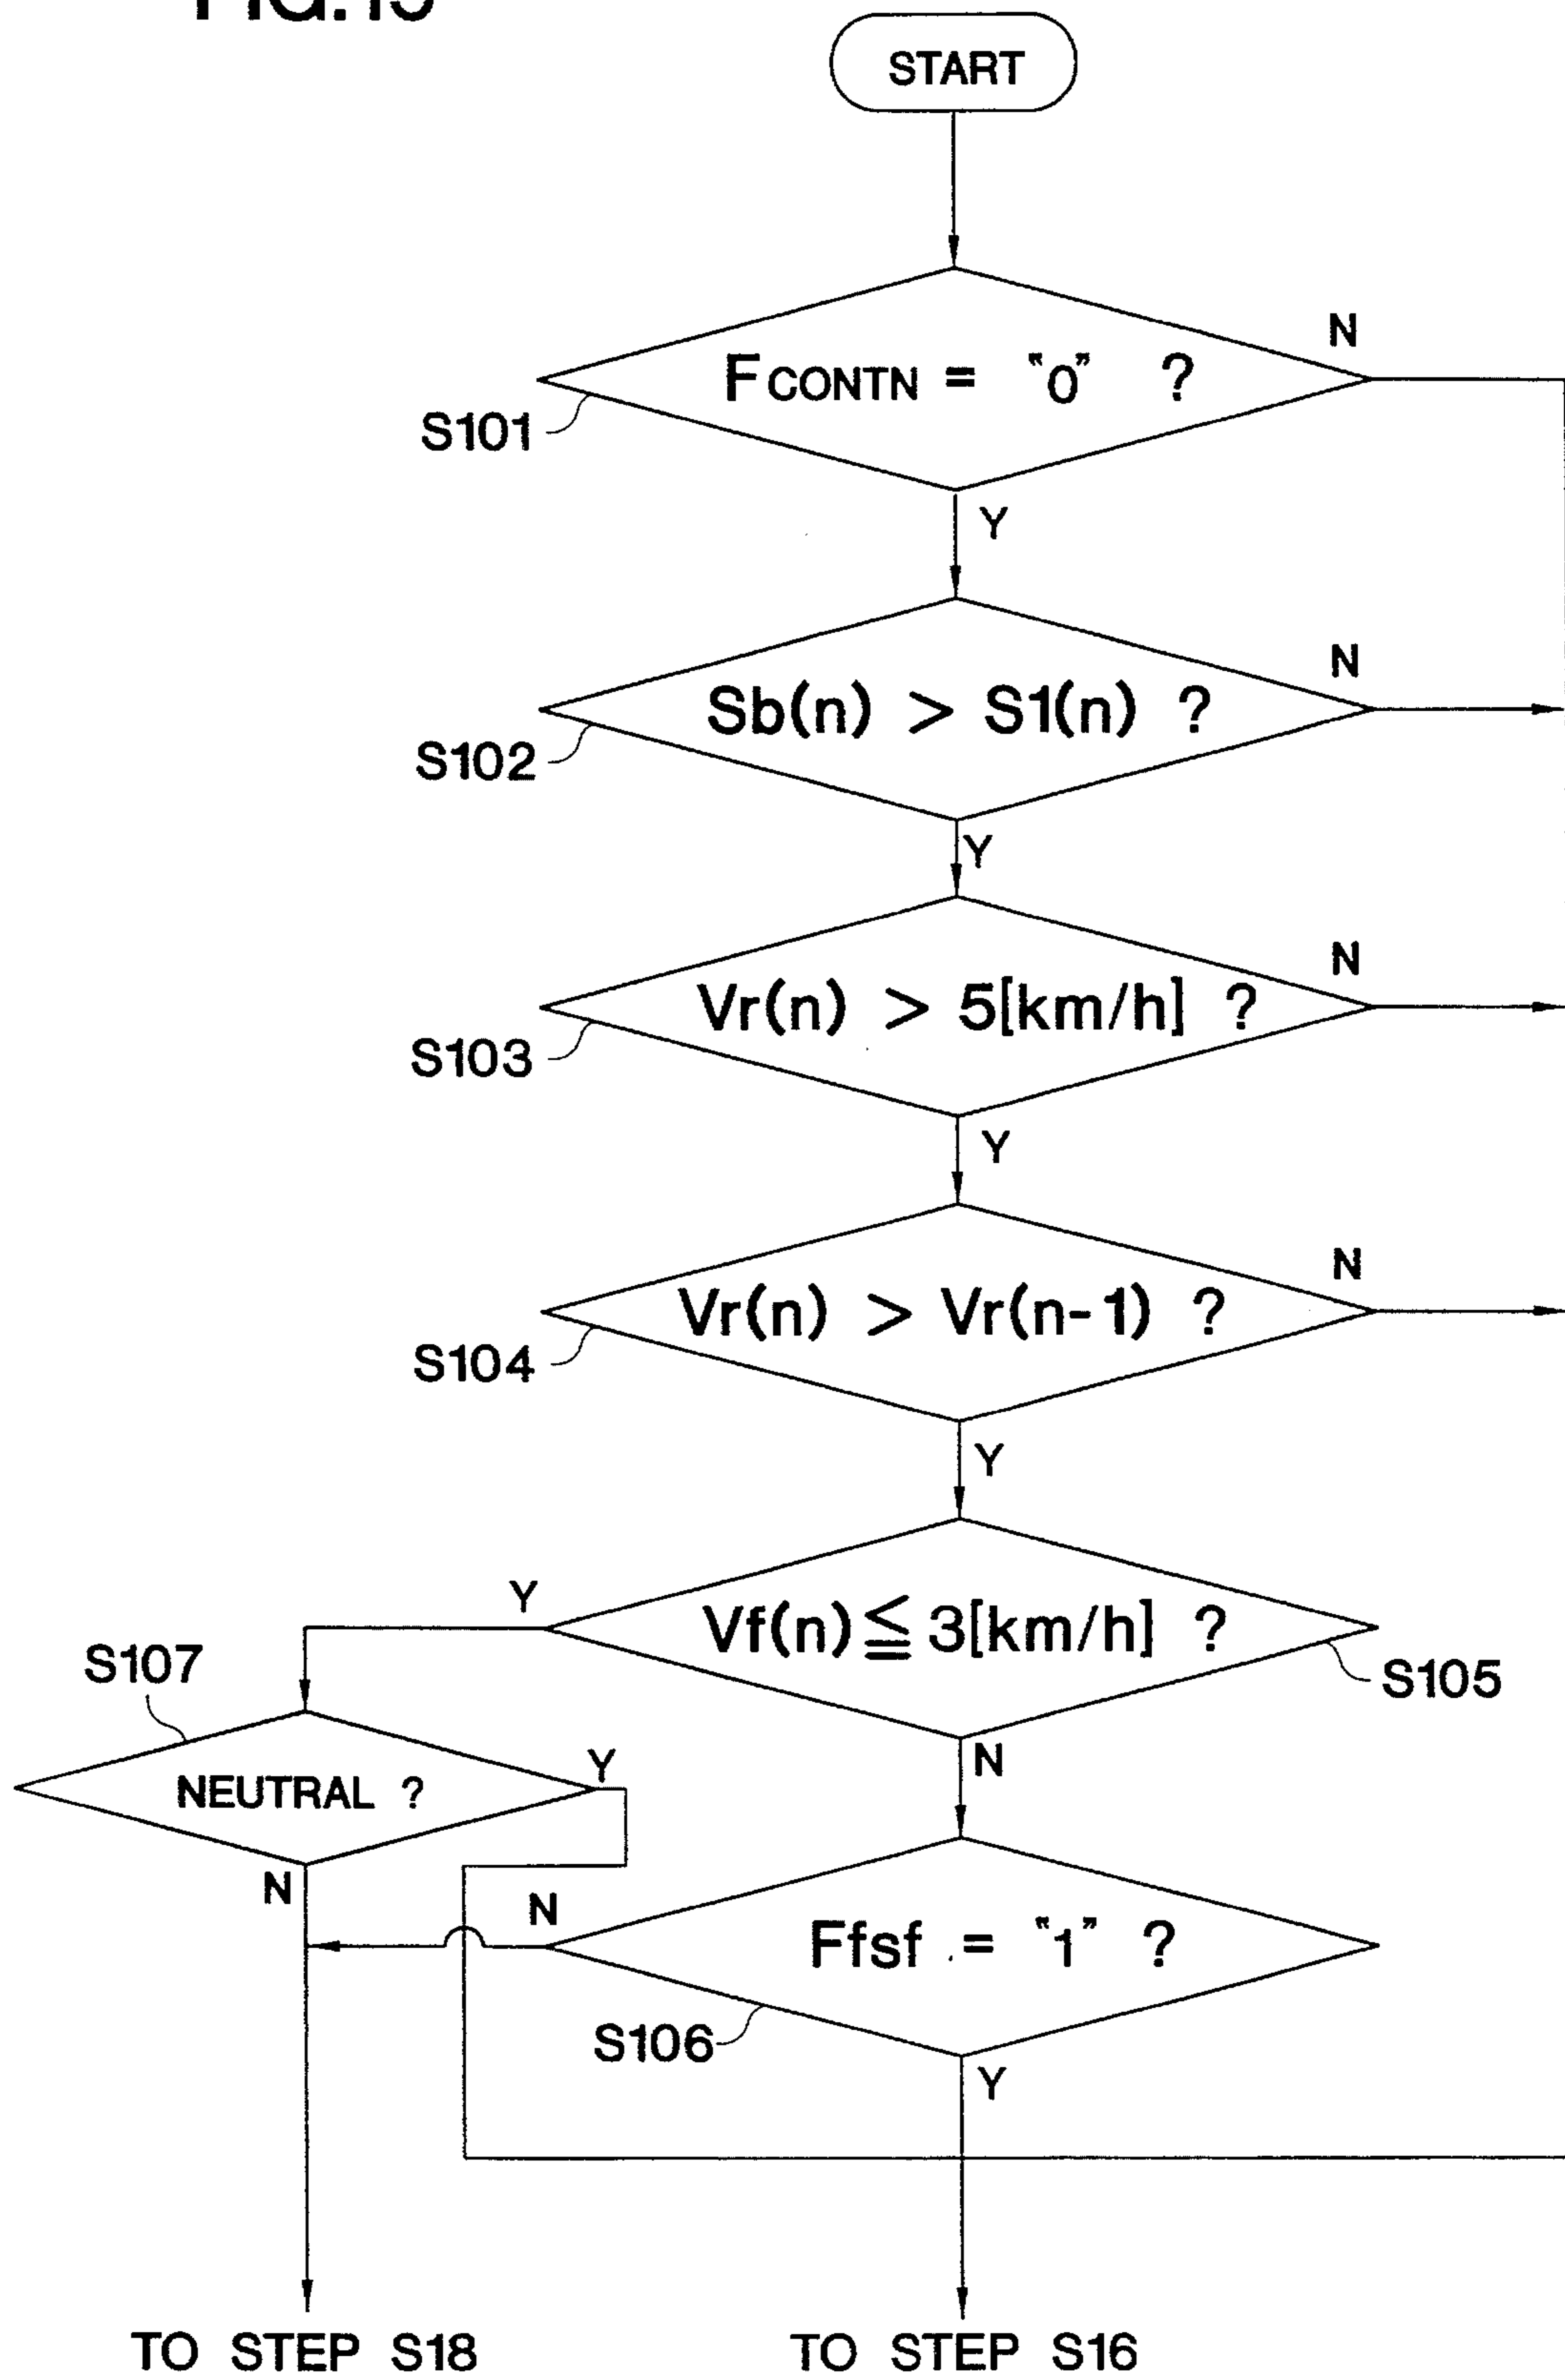 START
N
FCONTN = "0" ?
S101
Y
N
Sb(n) > S1(n) ?
S102
Y
N
Vr(n) > 5[km/h] ?
S103
Y
N
Vr(n) > Vr(n-1) ?
S104
Y
Y
Vf(n) ≦ 3[km/h] ?
S107
S105
Y
N
NEUTRAL ?
N
N
Ffsf = "1" ?
S106
Y
TO STEP S18
TO STEP S16